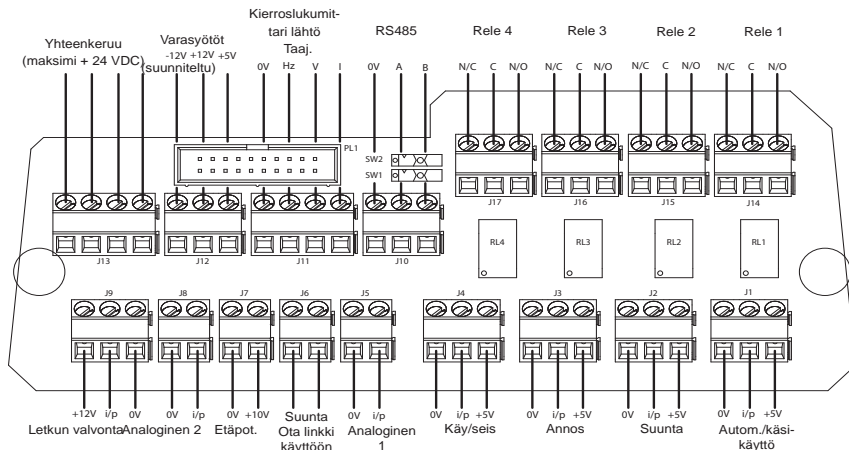 Yhteenkeruu
(maksimi + 24 VDC)
Varasyötöt
-12V +12V +5V
(suunniteltu)
Kierroslukumit-
tari lähtö
Taaj.
0V Hz V I
RS485
0V A B
Rele 4
N/C C N/O
Rele 3
N/C C N/O
Rele 2
N/C C N/O
Rele 1
N/C C N/O
PL1
SW2
SW1
J17 J16 J15 J14
J13 J12 J11 J10
RL4 RL3 RL2 RL1
J9 J8 J7 J6 J5 J4 J3 J2 J1
+12V i/p 0V
Letkun valvonta
0V i/p
Analoginen 2
0V +10V
Etäpot.
Suunta
Ota linkki
käyttöön
0V i/p
Analoginen
1
0V i/p +5V
Käy/seis
0V i/p +5V
Annos
0V i/p +5V
Suunta
0V i/p +5V
Autom./käsi-
käyttö